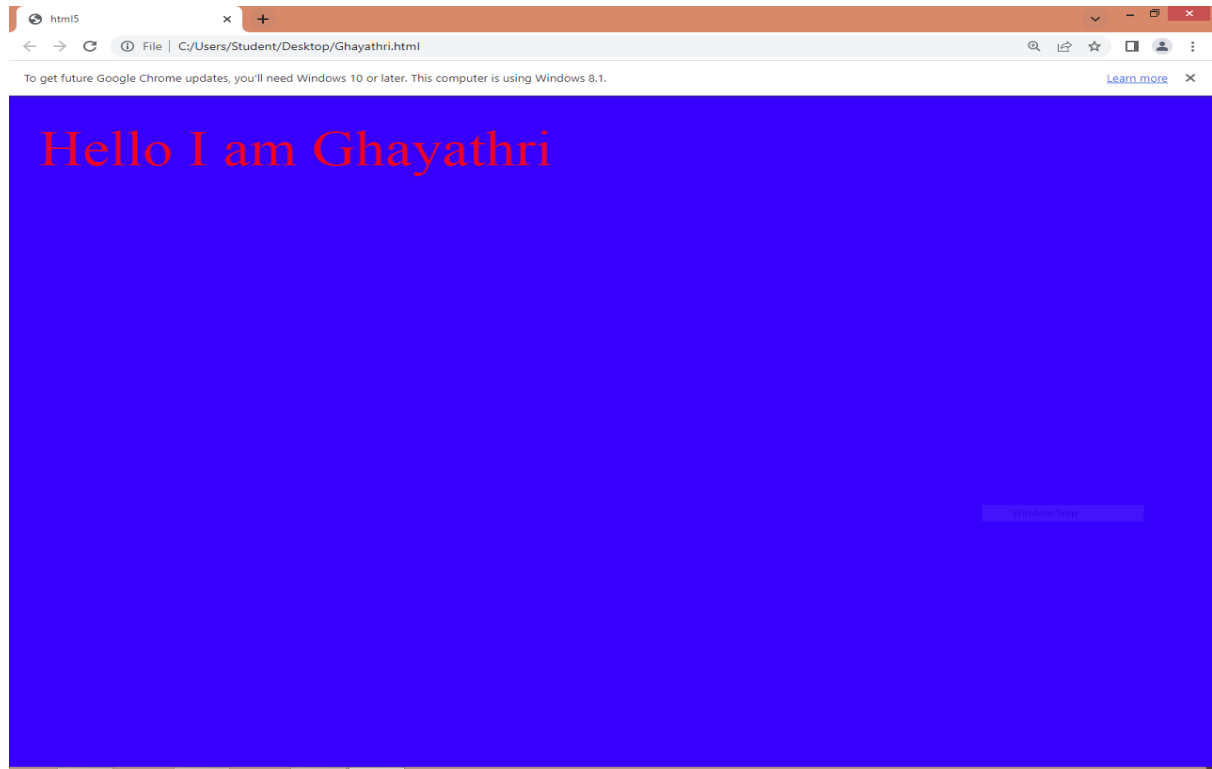 html5
File | C:/Users/Student/Desktop/Ghayathri.html
To get future Google Chrome updates, you'll need Windows 10 or later. This computer is using Windows 8.1. Learn more
Hello I am Ghayathri
Window Snip